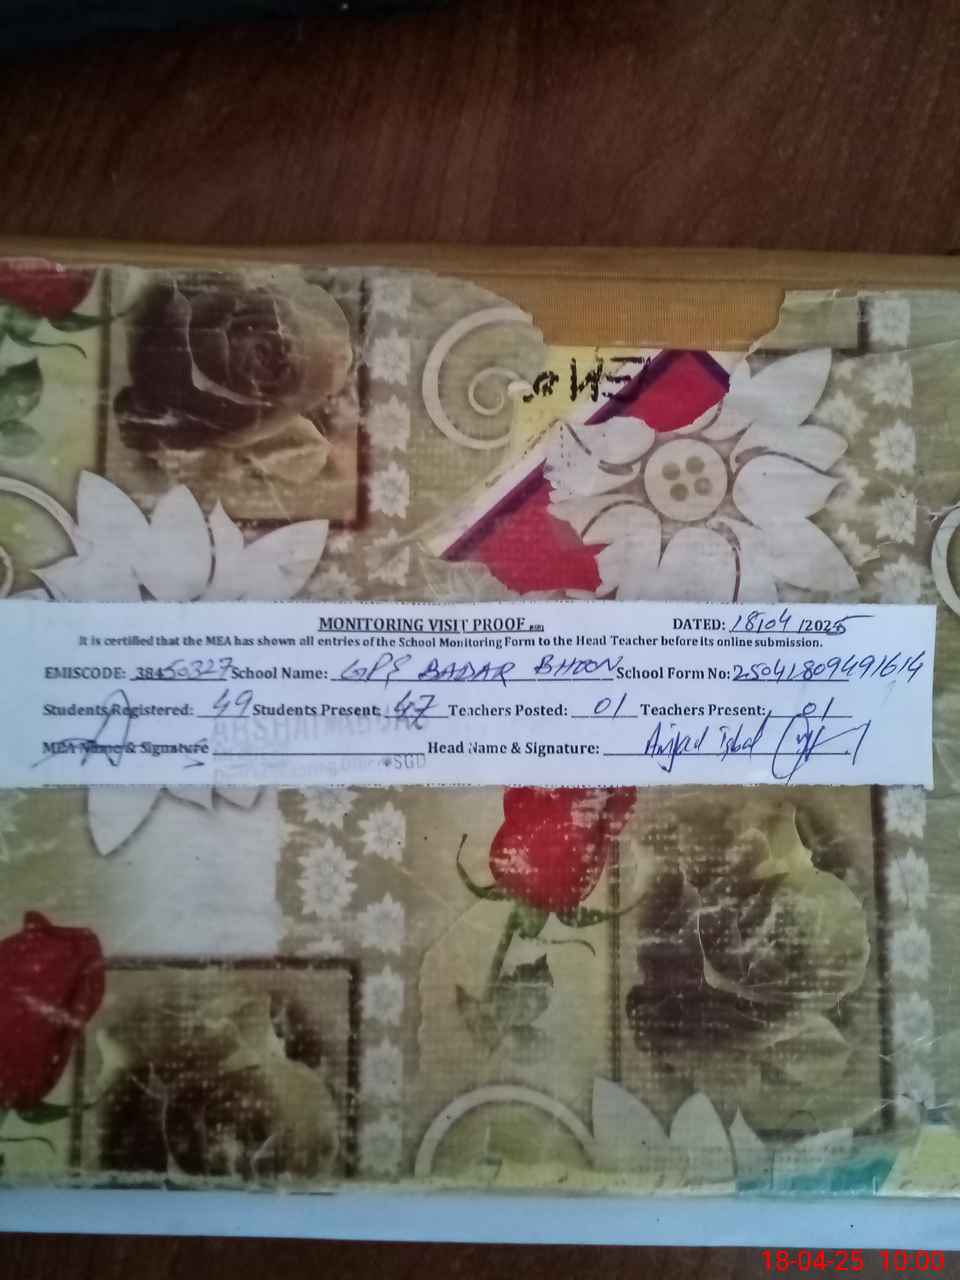 MONITORING VISIT PROOF
DATED: 18/04/2025
It is certified that the MEA has shown all entries of the School Monitoring Form to the Head Teacher before its online submission.
EMISCODE: 38450327 School Name: GPS BADAR BHOON School Form No: 25041809491614
Students Registered: 49 Students Present: 47 Teachers Posted: 01 Teachers Present: 01
MEA Name & Signature Head Name & Signature: Amjad Iqbal
SGD
18-04-25 10:00